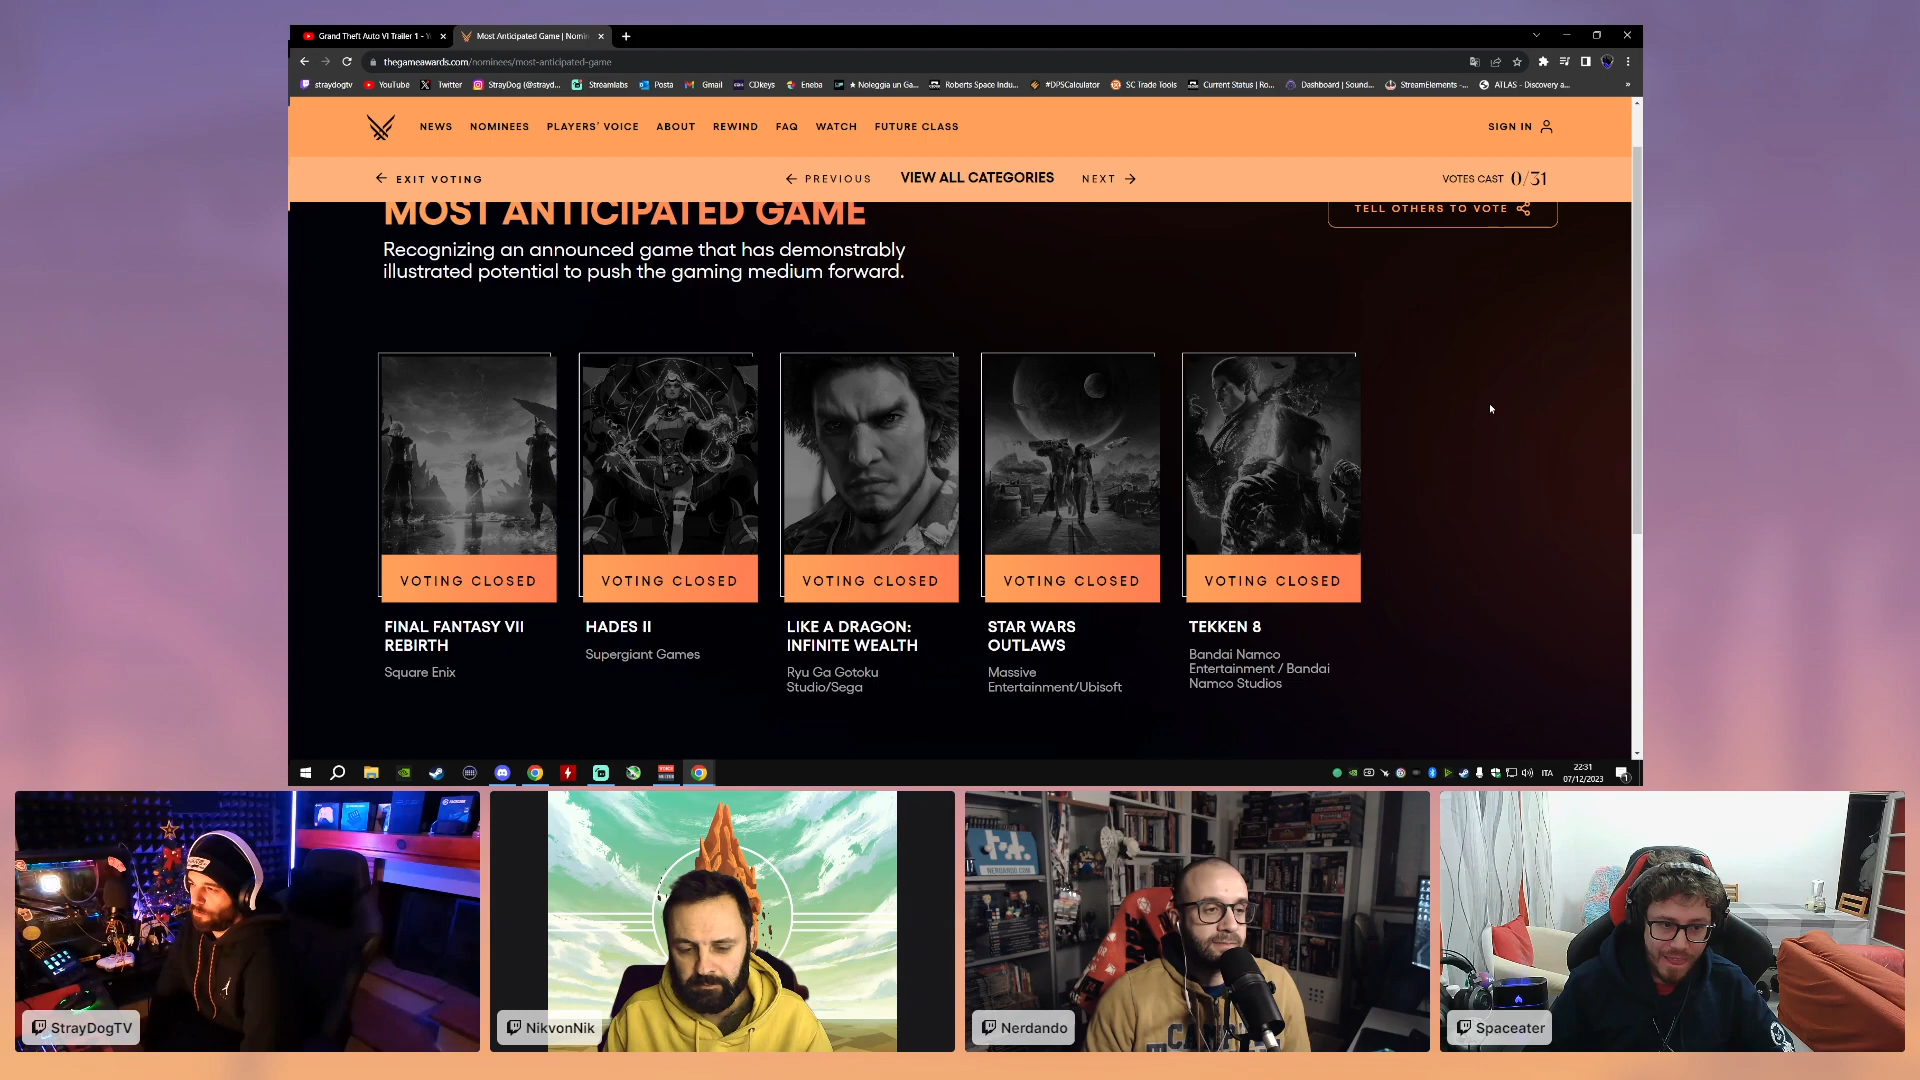 Grand Theft Auto VI Trailer 1 - Y
Most Anticipated Game | Nomin
thegameawards.com/nominees/most-anticipated-game
straydogtv
YouTube
Twitter
StrayDog (@strayd...
Streamlabs
Posta
Gmail
CDkeys
Eneba
★ Noleggia un Ga...
Roberts Space Indu...
#DPSCalculator
SC Trade Tools
Current Status | Ro...
Dashboard | Sound...
StreamElements -...
ATLAS - Discovery a...
»
NEWS
NOMINEES
PLAYERS' VOICE
ABOUT
REWIND
FAQ
WATCH
FUTURE CLASS
SIGN IN
EXIT VOTING
PREVIOUS
VIEW ALL CATEGORIES
NEXT
VOTES CAST 0/31
MOST ANTICIPATED GAME
TELL OTHERS TO VOTE
Recognizing an announced game that has demonstrably
illustrated potential to push the gaming medium forward.
VOTING CLOSED
VOTING CLOSED
VOTING CLOSED
VOTING CLOSED
VOTING CLOSED
FINAL FANTASY VII
REBIRTH
Square Enix
HADES II
Supergiant Games
LIKE A DRAGON:
INFINITE WEALTH
Ryu Ga Gotoku
Studio/Sega
STAR WARS
OUTLAWS
Massive
Entertainment/Ubisoft
TEKKEN 8
Bandai Namco
Entertainment / Bandai
Namco Studios
ITA
22:31
07/12/2023
NERDANDO.COM
StrayDogTV
NikvonNik
Nerdando
Spaceater